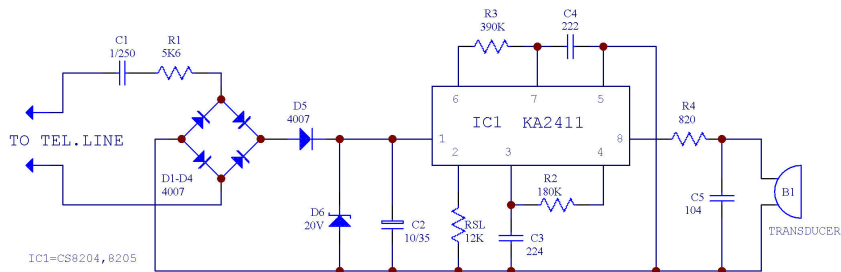 C1
1/250
R1
5K6
TO TEL.LINE
D1-D4
4007
D5
4007
D6
20V
C2
10/35
R3
390K
C4
222
6
7
5
IC1 KA2411
1
8
2
3
4
RSL
12K
R2
180K
C3
224
R4
820
C5
104
B1
TRANSDUCER
IC1=CS8204,8205